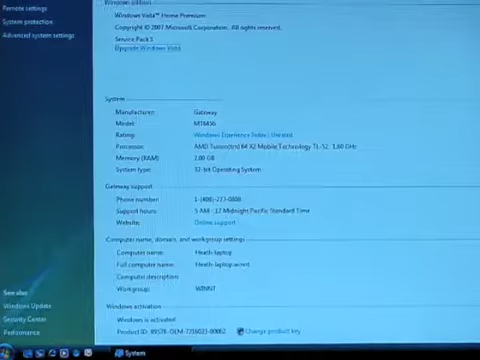 Windows edition
Remote settings
Windows Vista™ Home Premium
System protection
Copyright © 2007 Microsoft Corporation. All rights reserved.
Advanced system settings
Service Pack
Upgrade Windows Vista
System
Manufacturer: Gateway
Model:
Rating: Windows Experience Index: Unrated
Processor: AMD Turion(tm) 64 X2 Mobile Technology TL-52 1.60 GHz
Memory (RAM): 2.00 GB
System type: 32-bit Operating System
Gateway support
Phone number:
Support hours: 5 AM - 12 Midnight Pacific Standard Time
Website: Online support
Computer name, domain, and workgroup settings
Computer name: Heath-laptop
Full computer name:
Computer description:
See also
Workgroup: WINNT
Windows Update
Windows activation
Security Center
Windows is activated
Performance
Product ID:
Change product key
System